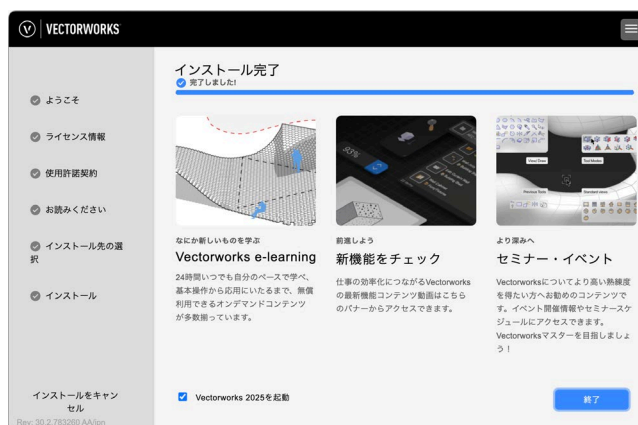 VECTORWORKS
ようこそ
ライセンス情報
使用許諾契約
お読みください
インストール先の選
択
インストール
インストールをキャン
セル
Rev: 30.2.783260 AA/jpn
インストール完了
完了しました!
93%
Visual Draws
Tool Modes
Standard views
なにか新しいものを学ぶ
Vectorworks e-learning
24時間いつでも自分のペースで学べ、
基本操作から応用にいたるまで、無償
利用できるオンデマンドコンテンツ
が多数揃っています。
前進しよう
新機能をチェック
仕事の効率化につながるVectorworks
の最新機能コンテンツ動画はこちら
のバナーからアクセスできます。
より深みへ
セミナー・イベント
Vectorworksについてより高い熟練度
を得たい方へお勧めのコンテンツで
す。イベント開催情報やセミナースケ
ジュールにアクセスできます。
Vectorworksマスターを目指しましょ
う！
Vectorworks 2025を起動
終了